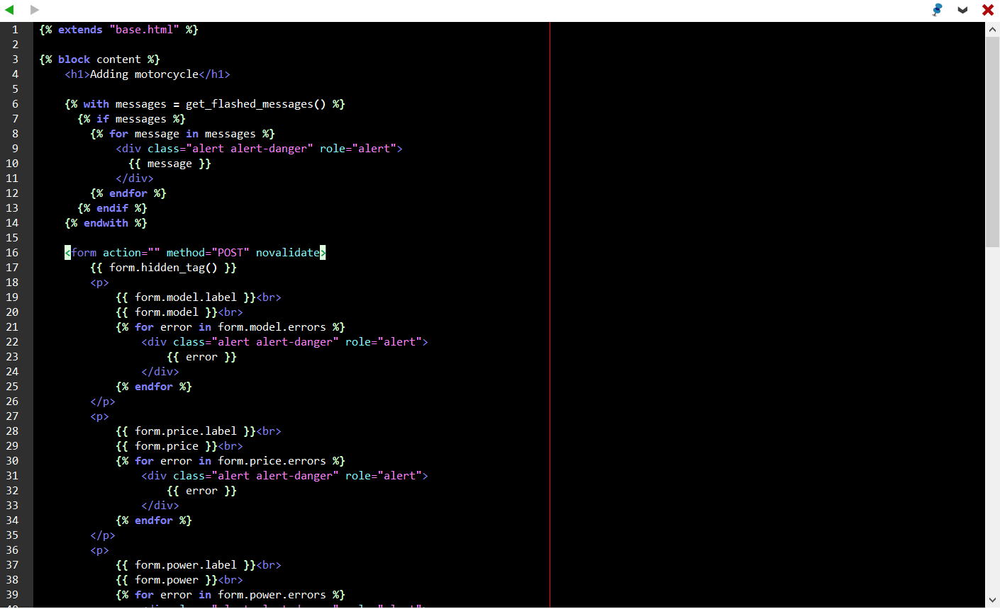 1 {% extends "base.html" %}
2
3 {% block content %}
4 <h1>Adding motorcycle</h1>
5
6 {% with messages = get_flashed_messages() %}
7 {% if messages %}
8 {% for message in messages %}
9 <div class="alert alert-danger" role="alert">
10 {{ message }}
11 </div>
12 {% endfor %}
13 {% endif %}
14 {% endwith %}
15
16 <form action="" method="POST" novalidate>
17 {{ form.hidden_tag() }}
18 <p>
19 {{ form.model.label }}<br>
20 {{ form.model }}<br>
21 {% for error in form.model.errors %}
22 <div class="alert alert-danger" role="alert">
23 {{ error }}
24 </div>
25 {% endfor %}
26 </p>
27 <p>
28 {{ form.price.label }}<br>
29 {{ form.price }}<br>
30 {% for error in form.price.errors %}
31 <div class="alert alert-danger" role="alert">
32 {{ error }}
33 </div>
34 {% endfor %}
35 </p>
36 <p>
37 {{ form.power.label }}<br>
38 {{ form.power }}<br>
39 {% for error in form.power.errors %}